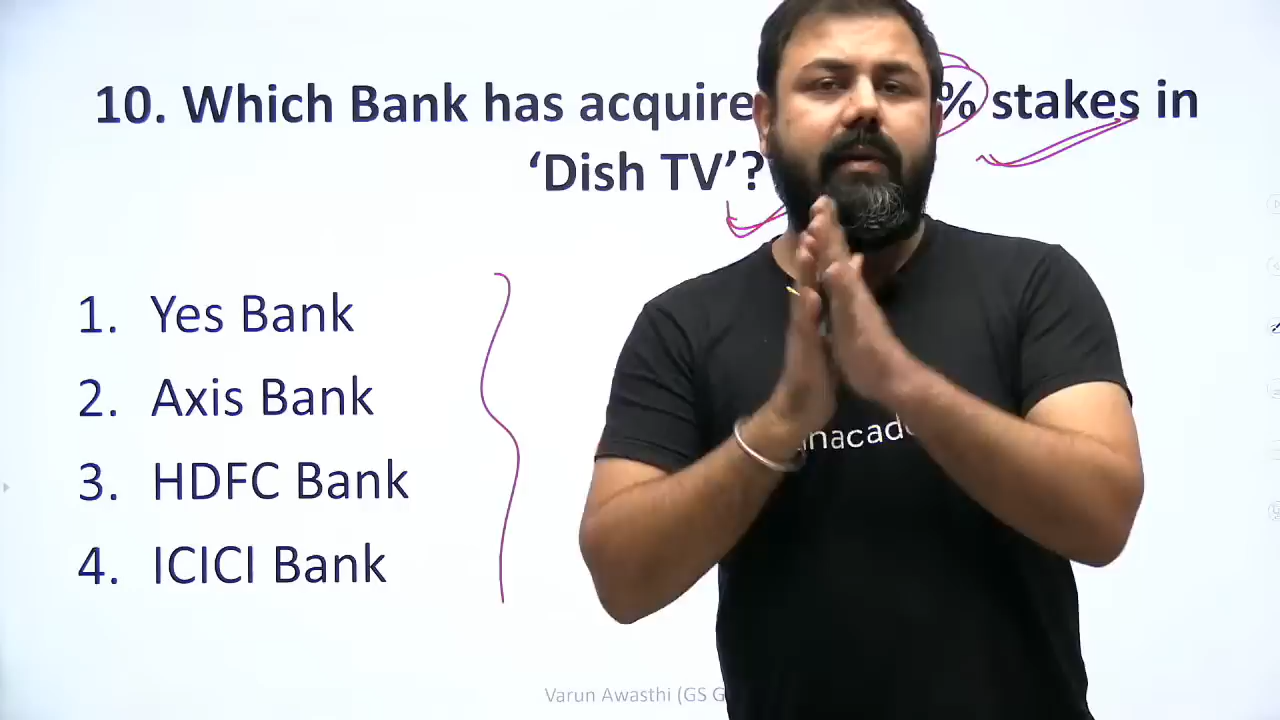 10. Which Bank has acquire % stakes in
‘Dish TV’?
1. Yes Bank
2. Axis Bank
3. HDFC Bank
4. ICICI Bank
nacad
Varun Awasthi (GS G